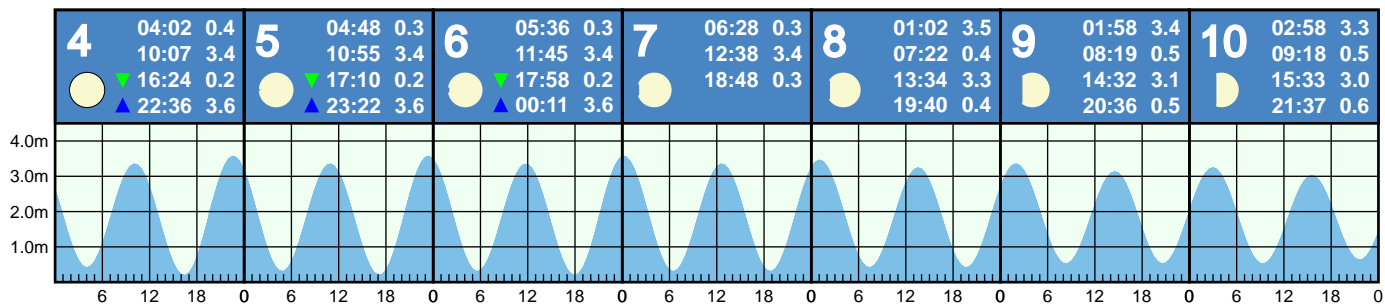 4
04:02 0.4
10:07 3.4
▼ 16:24 0.2
▲ 22:36 3.6
5
04:48 0.3
10:55 3.4
▼ 17:10 0.2
▲ 23:22 3.6
6
05:36 0.3
11:45 3.4
▼ 17:58 0.2
▲ 00:11 3.6
7
06:28 0.3
12:38 3.4
18:48 0.3
8
01:02 3.5
07:22 0.4
13:34 3.3
19:40 0.4
9
01:58 3.4
08:19 0.5
14:32 3.1
20:36 0.5
10
02:58 3.3
09:18 0.5
15:33 3.0
21:37 0.6
4.0m
3.0m
2.0m
1.0m
6 12 18 0 6 12 18 0 6 12 18 0 6 12 18 0 6 12 18 0 6 12 18 0 6 12 18 0